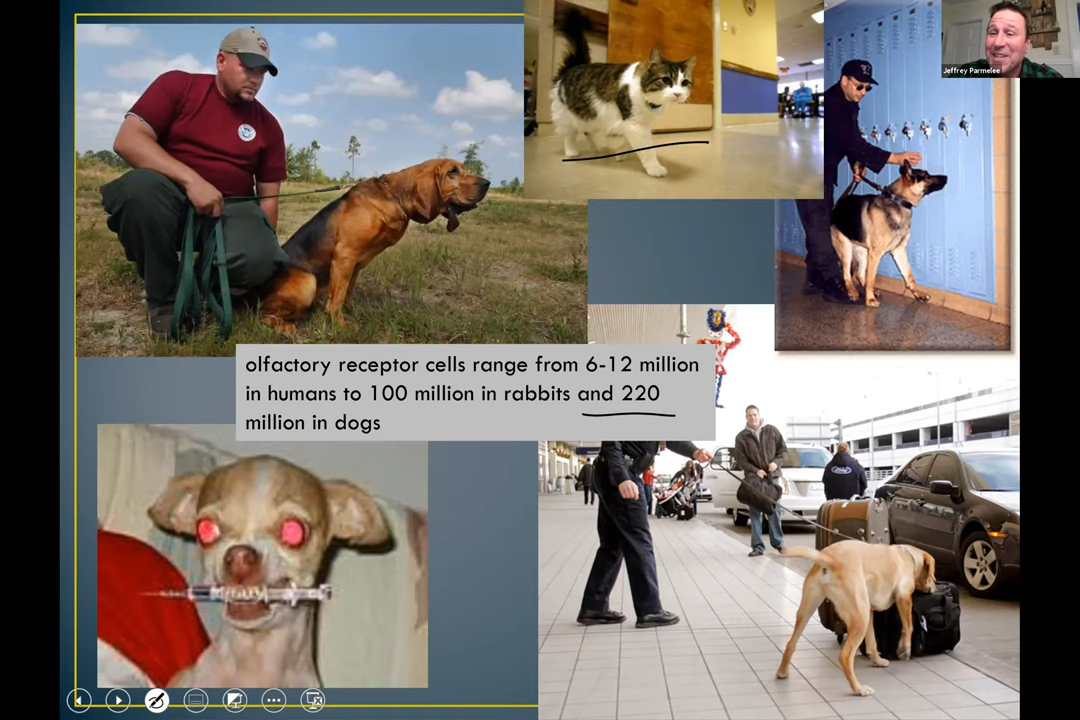 Jeffrey Parmelee
olfactory receptor cells range from 6-12 million
in humans to 100 million in rabbits and 220
million in dogs
Ford